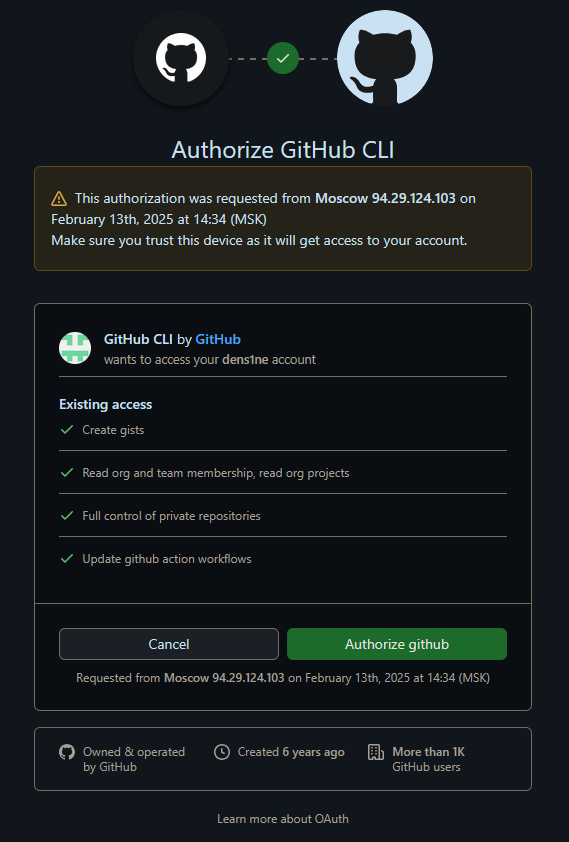 Authorize GitHub CLI
This authorization was requested from Moscow 94.29.124.103 on
February 13th, 2025 at 14:34 (MSK)
Make sure you trust this device as it will get access to your account.
GitHub CLI by GitHub
wants to access your dens1ne account
Existing access
Create gists
Read org and team membership, read org projects
Full control of private repositories
Update github action workflows
Cancel
Authorize github
Requested from Moscow 94.29.124.103 on February 13th, 2025 at 14:34 (MSK)
Owned & operated
by GitHub
Created 6 years ago
More than 1K
GitHub users
Learn more about OAuth